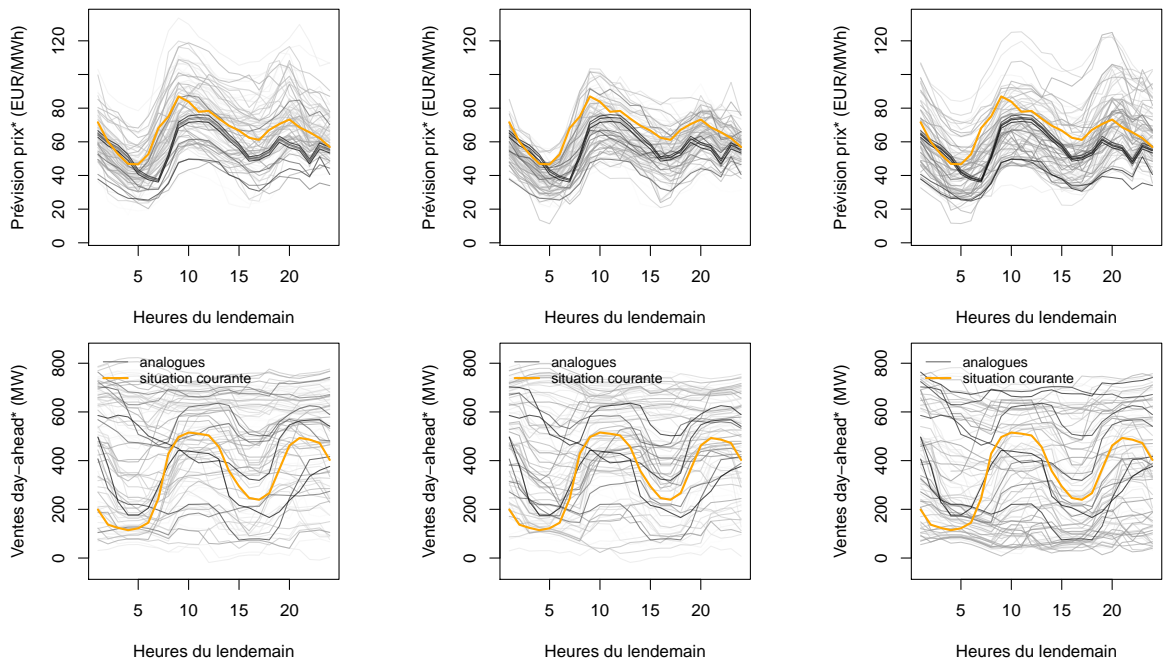 Prévision prix* (EUR/MWh)
0 20 40 60 80 120
5 10 15 20
Heures du lendemain
Prévision prix* (EUR/MWh)
0 20 40 60 80 120
5 10 15 20
Heures du lendemain
Prévision prix* (EUR/MWh)
0 20 40 60 80 120
5 10 15 20
Heures du lendemain
Ventes day−ahead* (MW)
0 200 400 600 800
analogues
situation courante
5 10 15 20
Heures du lendemain
Ventes day−ahead* (MW)
0 200 400 600 800
analogues
situation courante
5 10 15 20
Heures du lendemain
Ventes day−ahead* (MW)
0 200 400 600 800
analogues
situation courante
5 10 15 20
Heures du lendemain